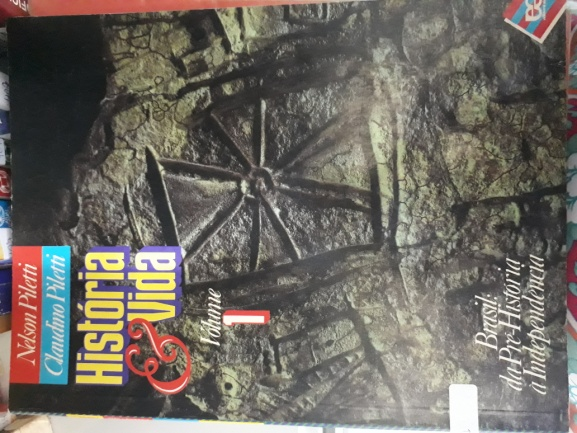 Nelson Piletti
Claudino Piletti
História
& Vida
Volume
1
Brasil:
da Pré-História
à Independência